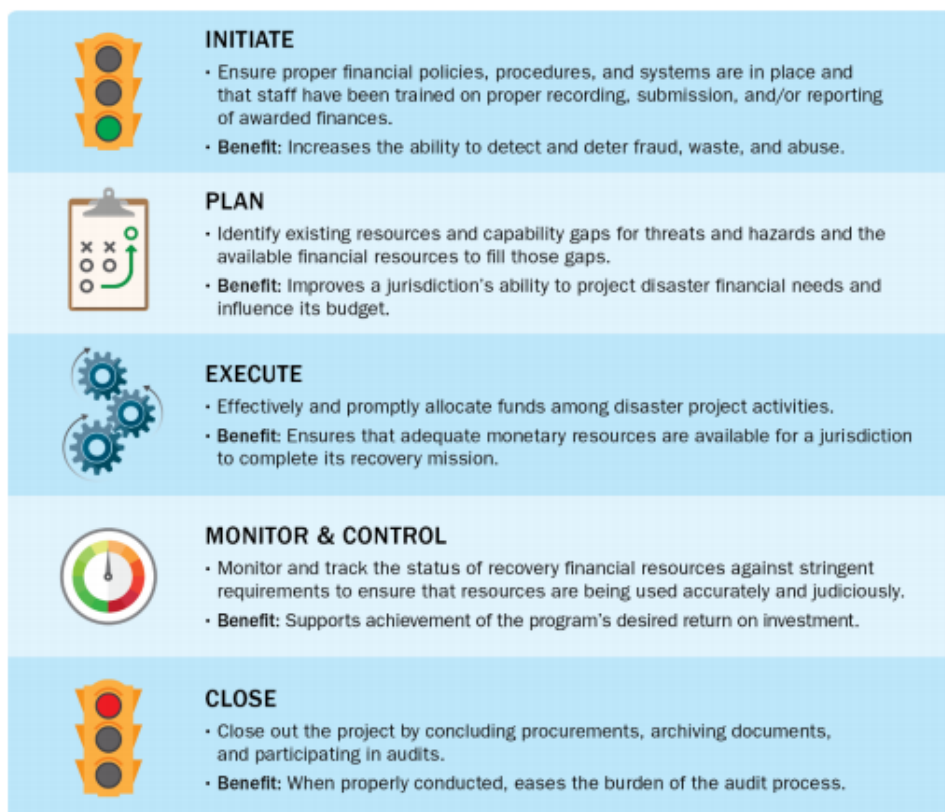 INITIATE
· Ensure proper financial policies, procedures, and systems are in place and
that staff have been trained on proper recording, submission, and/or reporting
of awarded finances.
· Benefit: Increases the ability to detect and deter fraud, waste, and abuse.
PLAN
· Identify existing resources and capability gaps for threats and hazards and the
available financial resources to fill those gaps.
· Benefit: Improves a jurisdiction's ability to project disaster financial needs and
influence its budget.
EXECUTE
· Effectively and promptly allocate funds among disaster project activities.
· Benefit: Ensures that adequate monetary resources are available for a jurisdiction
to complete its recovery mission.
MONITOR & CONTROL
· Monitor and track the status of recovery financial resources against stringent
requirements to ensure that resources are being used accurately and judiciously.
· Benefit: Supports achievement of the program's desired return on investment.
CLOSE
· Close out the project by concluding procurements, archiving documents,
and participating in audits.
· Benefit: When properly conducted, eases the burden of the audit process.